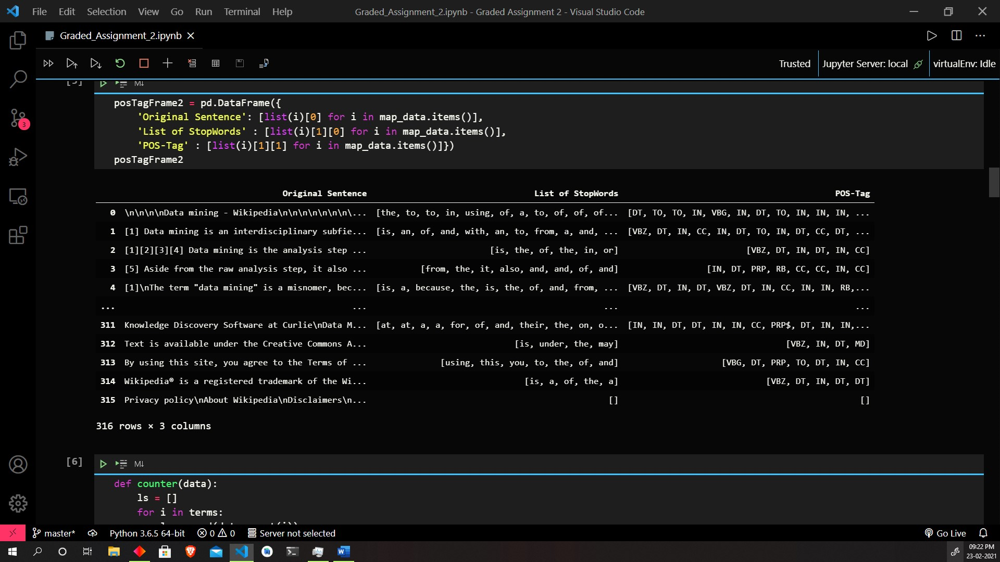 File Edit Selection View Go Run Terminal Help Graded_Assignment_2.ipynb - Graded Assignment 2 - Visual Studio Code
Graded_Assignment_2.ipynb
Trusted Jupyter Server: local virtualEnv: Idle
3
M↓
posTagFrame2 = pd.DataFrame({
    'Original Sentence': [list(i)[0] for i in map_data.items()],
    'List of StopWords' : [list(i)[1][0] for i in map_data.items()],
    'POS-Tag' : [list(i)[1][1] for i in map_data.items()]})
posTagFrame2
Original Sentence List of StopWords POS-Tag
0 \n\n\n\nData mining - Wikipedia\n\n\n\n\n\n\n\... [the, to, to, in, using, of, a, to, of, of, of... [DT, TO, TO, IN, VBG, IN, DT, TO, IN, IN, IN, ...
1 [1] Data mining is an interdisciplinary subfie... [is, an, of, and, with, an, to, from, a, and, ... [VBZ, DT, IN, CC, IN, DT, TO, IN, DT, CC, DT, ...
2 [1][2][3][4] Data mining is the analysis step ... [is, the, of, the, in, or] [VBZ, DT, IN, DT, IN, CC]
3 [5] Aside from the raw analysis step, it also ... [from, the, it, also, and, and, of, and] [IN, DT, PRP, RB, CC, CC, IN, CC]
4 [1]\nThe term "data mining" is a misnomer, bec... [is, a, because, the, is, the, of, and, from, ... [VBZ, DT, IN, DT, VBZ, DT, IN, CC, IN, IN, RB,...
... ... ... ...
311 Knowledge Discovery Software at Curlie\nData M... [at, at, a, a, for, of, and, their, the, on, o... [IN, IN, DT, DT, IN, IN, CC, PRP$, DT, IN, IN,...
312 Text is available under the Creative Commons A... [is, under, the, may] [VBZ, IN, DT, MD]
313 By using this site, you agree to the Terms of ... [using, this, you, to, the, of, and] [VBG, DT, PRP, TO, DT, IN, CC]
314 Wikipedia® is a registered trademark of the Wi... [is, a, of, the, a] [VBZ, DT, IN, DT, DT]
315 Privacy policy\nAbout Wikipedia\nDisclaimers\n... [] []
316 rows × 3 columns
[6] M↓
def counter(data):
    ls = []
    for i in terms:
master* Python 3.6.5 64-bit 0 0 Server not selected Go Live
09:22 PM
23-02-2021